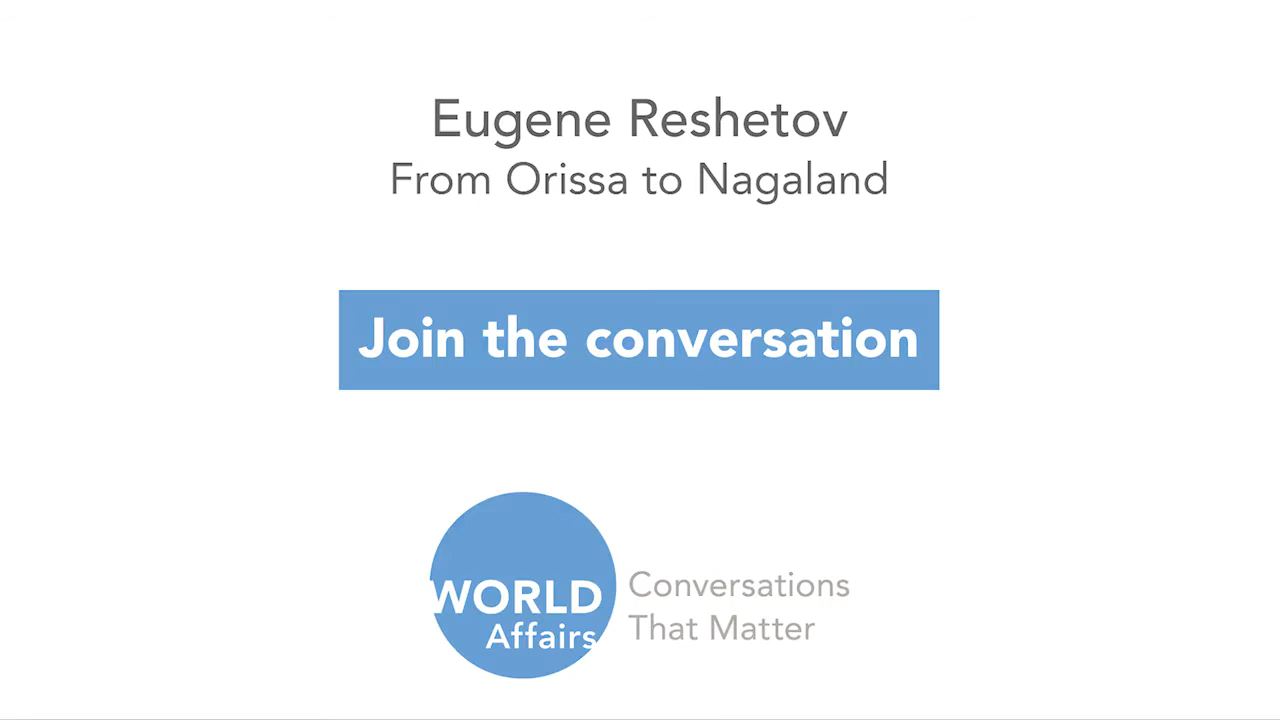 Eugene Reshetov
From Orissa to Nagaland
Join the conversation
WORLD
Affairs
Conversations
That Matter